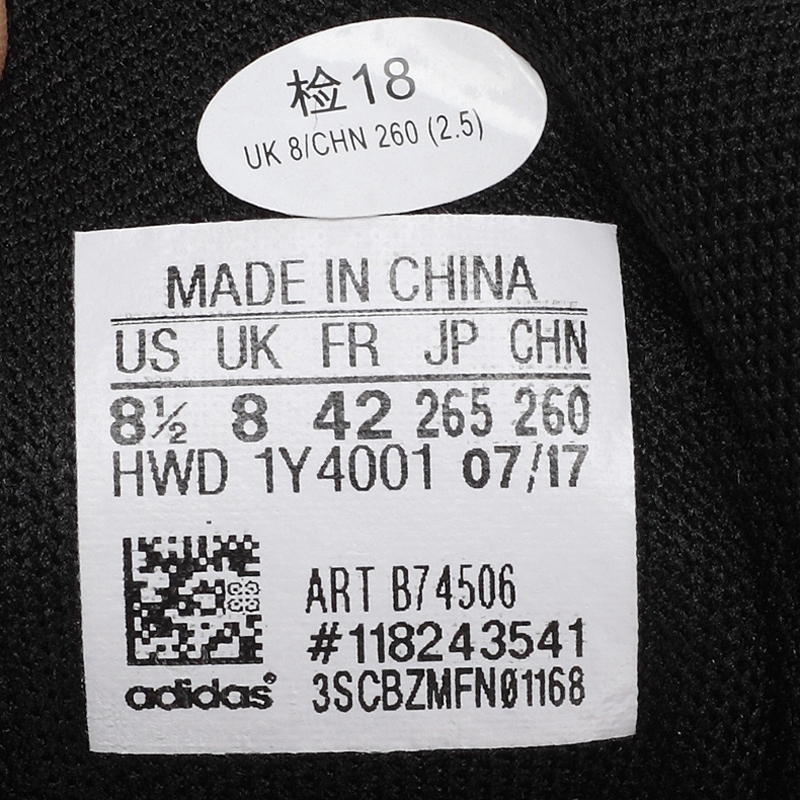 检18
UK 8/CHN 260 (2.5)
MADE IN CHINA
US UK FR JP CHN
8½ 8 42 265 260
HWD 1Y4001 07/17
ART B74506
#118243541
3SCBZMFN01168
adidas®